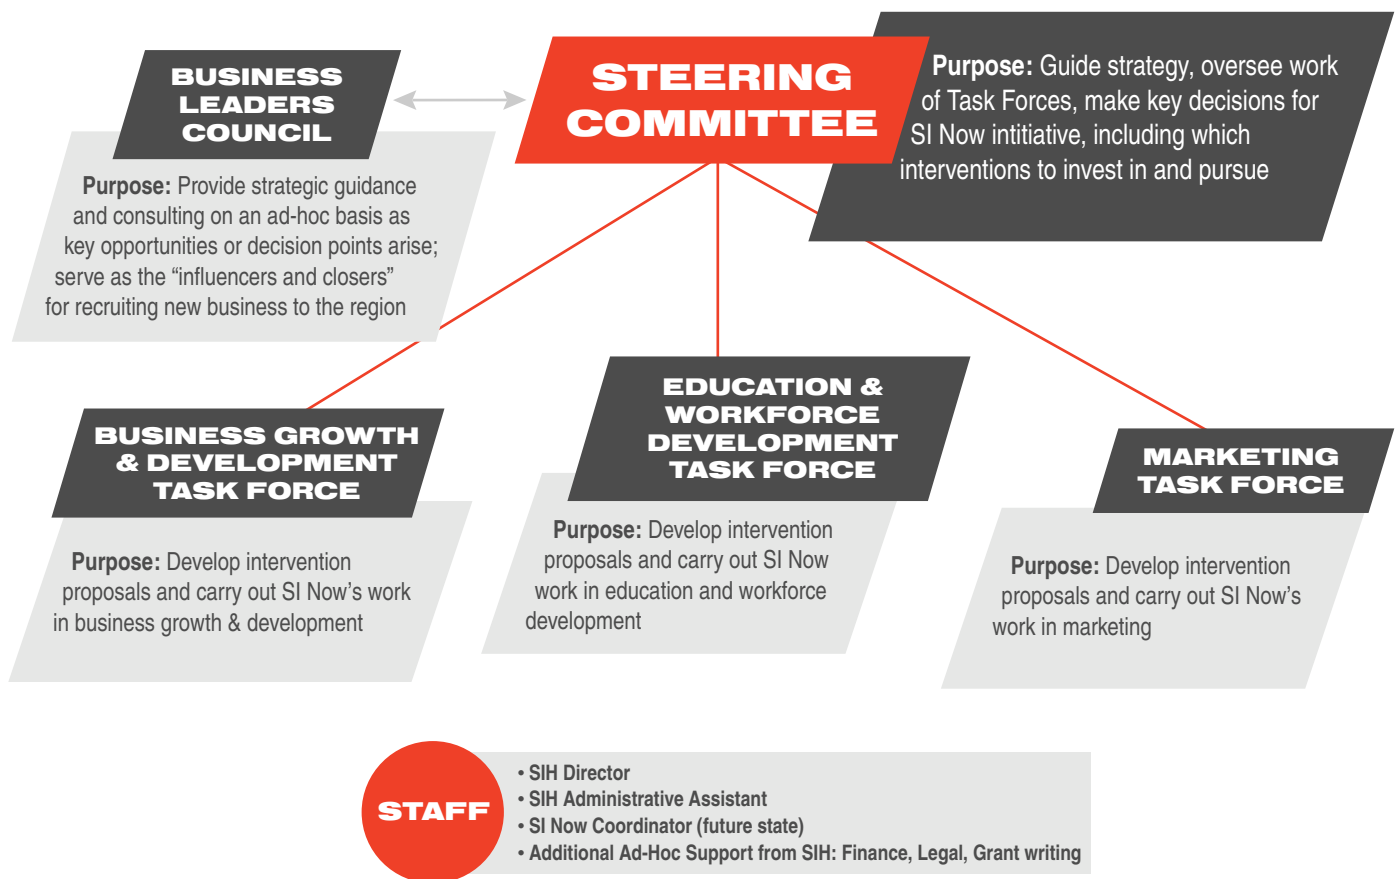 BUSINESS
LEADERS
COUNCIL
Purpose: Provide strategic guidance
and consulting on an ad-hoc basis as
key opportunities or decision points arise;
serve as the “influencers and closers”
for recruiting new business to the region
STEERING
COMMITTEE
Purpose: Guide strategy, oversee work
of Task Forces, make key decisions for
SI Now intitiative, including which
interventions to invest in and pursue
BUSINESS GROWTH
& DEVELOPMENT
TASK FORCE
Purpose: Develop intervention
proposals and carry out SI Now’s work
in business growth & development
EDUCATION &
WORKFORCE
DEVELOPMENT
TASK FORCE
Purpose: Develop intervention
proposals and carry out SI Now
work in education and workforce
development
MARKETING
TASK FORCE
Purpose: Develop intervention
proposals and carry out SI Now’s
work in marketing
STAFF
• SIH Director
• SIH Administrative Assistant
• SI Now Coordinator (future state)
• Additional Ad-Hoc Support from SIH: Finance, Legal, Grant writing